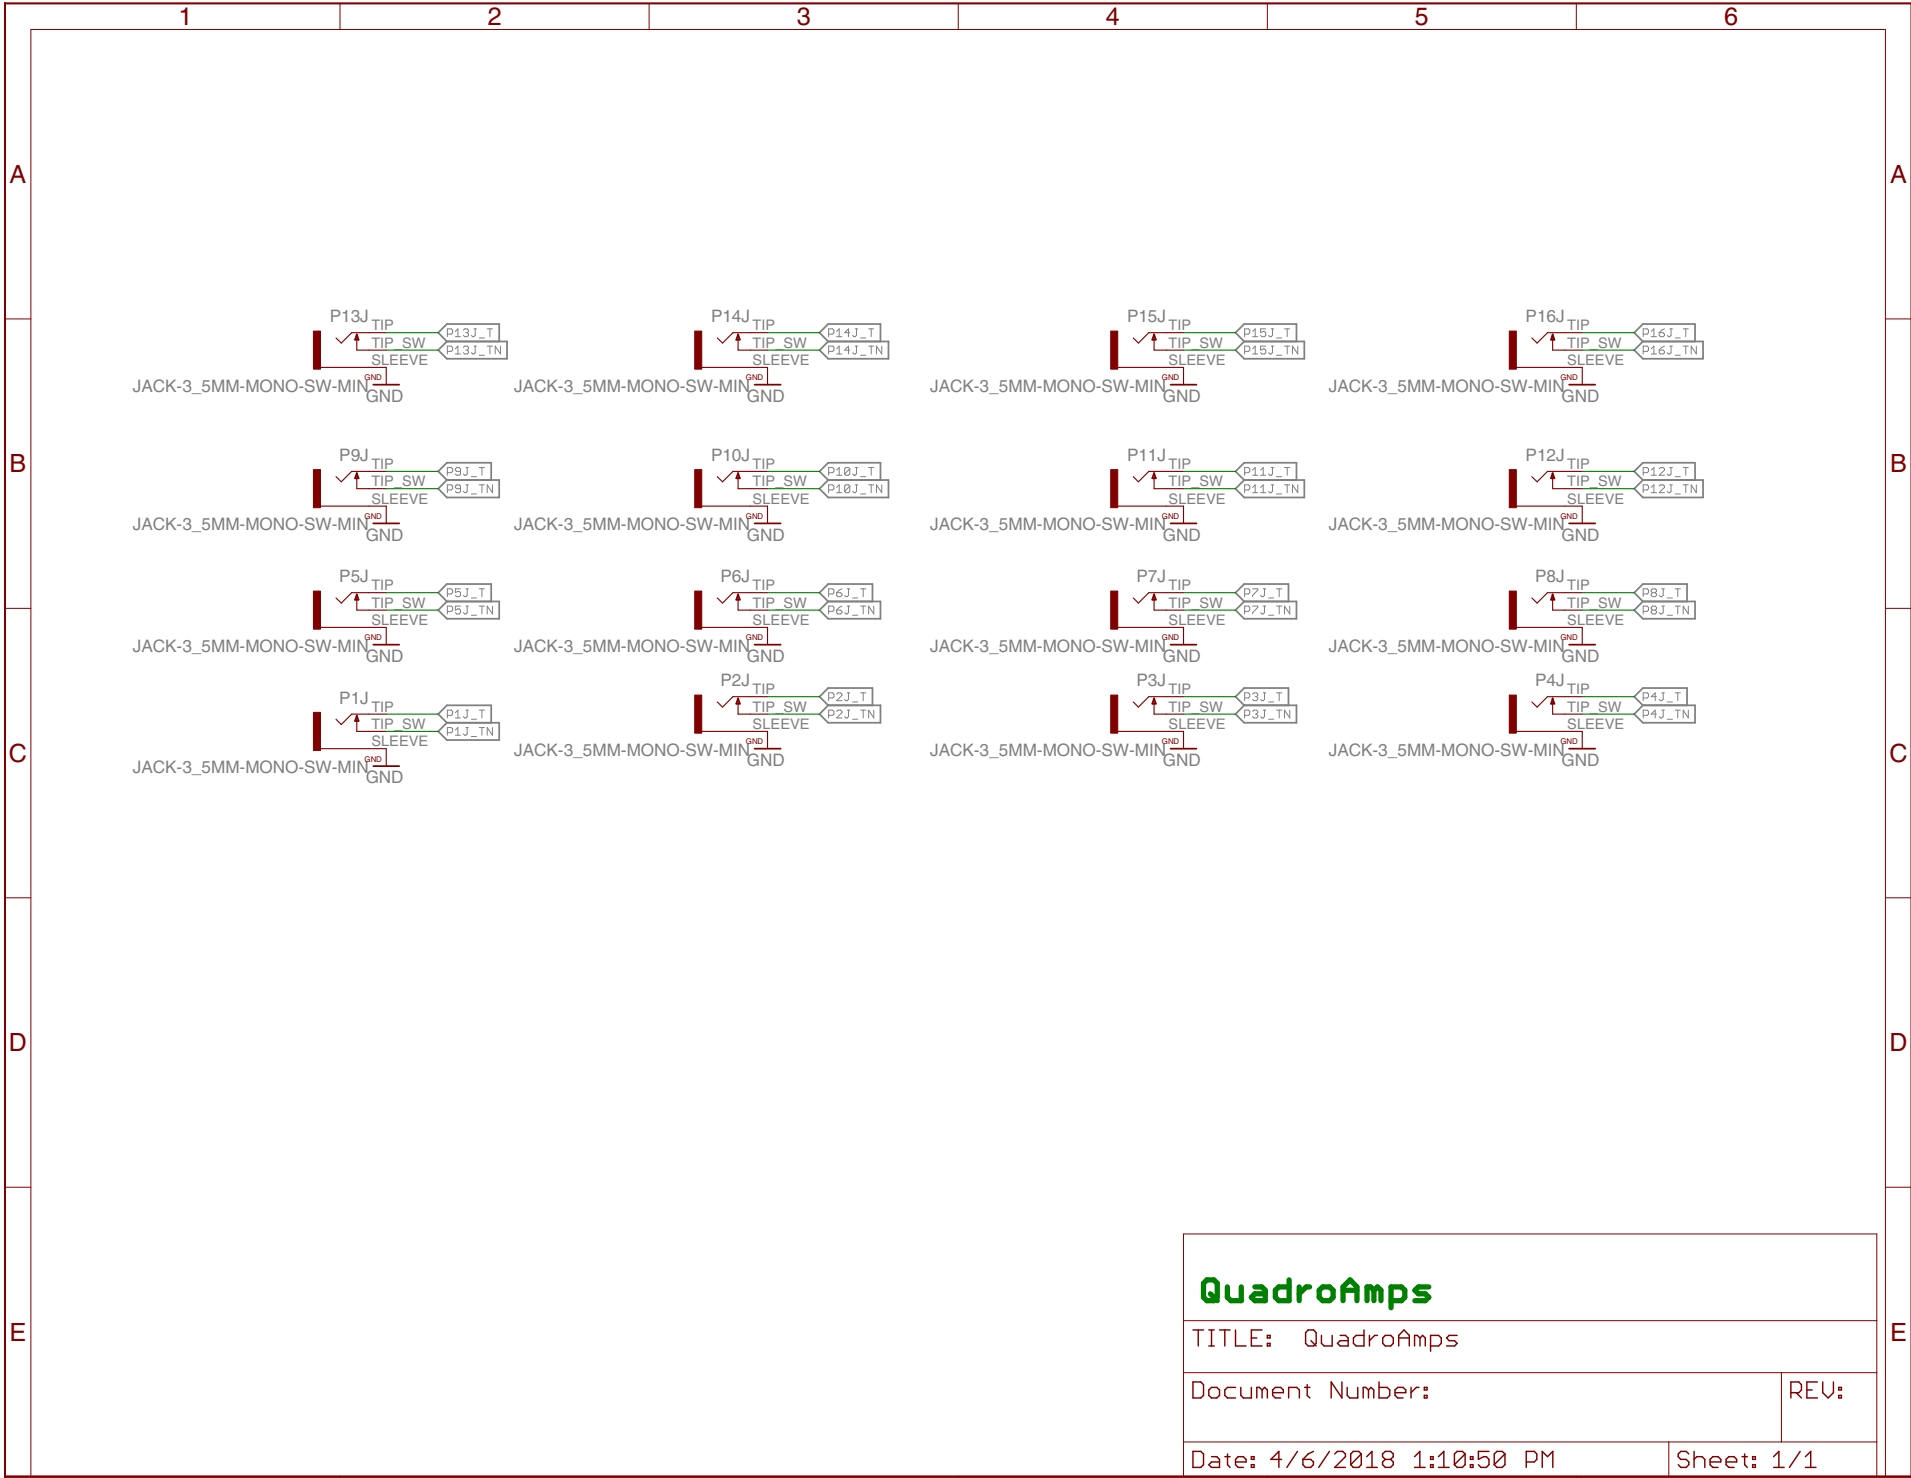 1 2 3 4 5 6
A A
P13J TIP P13J_T P14J TIP P14J_T P15J TIP P15J_T P16J TIP P16J_T
TIP_SW P13J_TN TIP_SW P14J_TN TIP_SW P15J_TN TIP_SW P16J_TN
SLEEVE SLEEVE SLEEVE SLEEVE
GND GND GND GND
JACK-3_5MM-MONO-SW-MIN GND JACK-3_5MM-MONO-SW-MIN GND JACK-3_5MM-MONO-SW-MIN GND JACK-3_5MM-MONO-SW-MIN GND
B B
P9J TIP P9J_T P10J TIP P10J_T P11J TIP P11J_T P12J TIP P12J_T
TIP_SW P9J_TN TIP_SW P10J_TN TIP_SW P11J_TN TIP_SW P12J_TN
SLEEVE SLEEVE SLEEVE SLEEVE
GND GND GND GND
JACK-3_5MM-MONO-SW-MIN GND JACK-3_5MM-MONO-SW-MIN GND JACK-3_5MM-MONO-SW-MIN GND JACK-3_5MM-MONO-SW-MIN GND
P5J TIP P5J_T P6J TIP P6J_T P7J TIP P7J_T P8J TIP P8J_T
TIP_SW P5J_TN TIP_SW P6J_TN TIP_SW P7J_TN TIP_SW P8J_TN
SLEEVE SLEEVE SLEEVE SLEEVE
GND GND GND GND
JACK-3_5MM-MONO-SW-MIN GND JACK-3_5MM-MONO-SW-MIN GND JACK-3_5MM-MONO-SW-MIN GND JACK-3_5MM-MONO-SW-MIN GND
P1J TIP P1J_T P2J TIP P2J_T P3J TIP P3J_T P4J TIP P4J_T
TIP_SW P1J_TN TIP_SW P2J_TN TIP_SW P3J_TN TIP_SW P4J_TN
SLEEVE SLEEVE SLEEVE SLEEVE
GND GND GND GND
JACK-3_5MM-MONO-SW-MIN GND JACK-3_5MM-MONO-SW-MIN GND JACK-3_5MM-MONO-SW-MIN GND JACK-3_5MM-MONO-SW-MIN GND
C C
D D
E E
QuadroAmps
TITLE: QuadroAmps
Document Number: REV:
Date: 4/6/2018 1:10:50 PM Sheet: 1/1